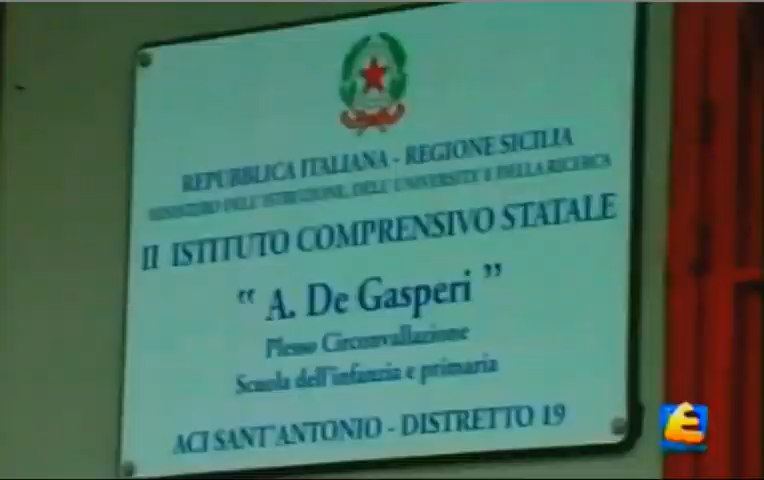 REPUBBLICA ITALIANA - REGIONE SICILIA
MINISTERO DELL'ISTRUZIONE, DELL'UNIVERSITA' E DELLA RICERCA
II ISTITUTO COMPRENSIVO STATALE
" A. De Gasperi "
Plesso Circonvallazione
Scuola dell'infanzia e primaria
ACI SANT'ANTONIO - DISTRETTO 19
E